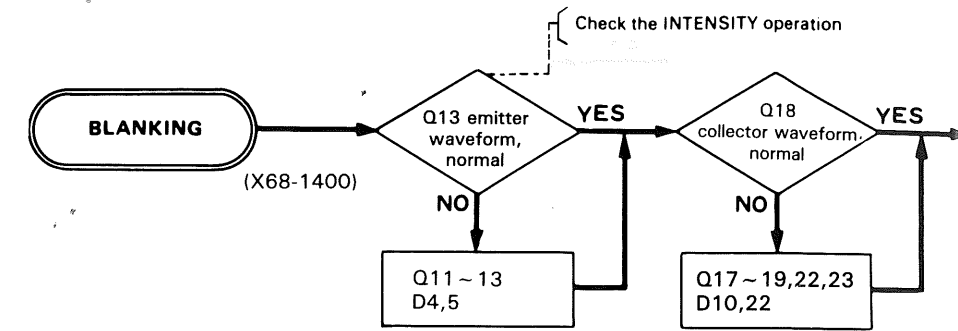 Check the INTENSITY operation
BLANKING
(X68-1400)
Q13 emitter
waveform,
normal
YES
NO
Q11 ~ 13
D4,5
Q18
collector waveform,
normal
YES
NO
Q17 ~ 19,22,23
D10,22